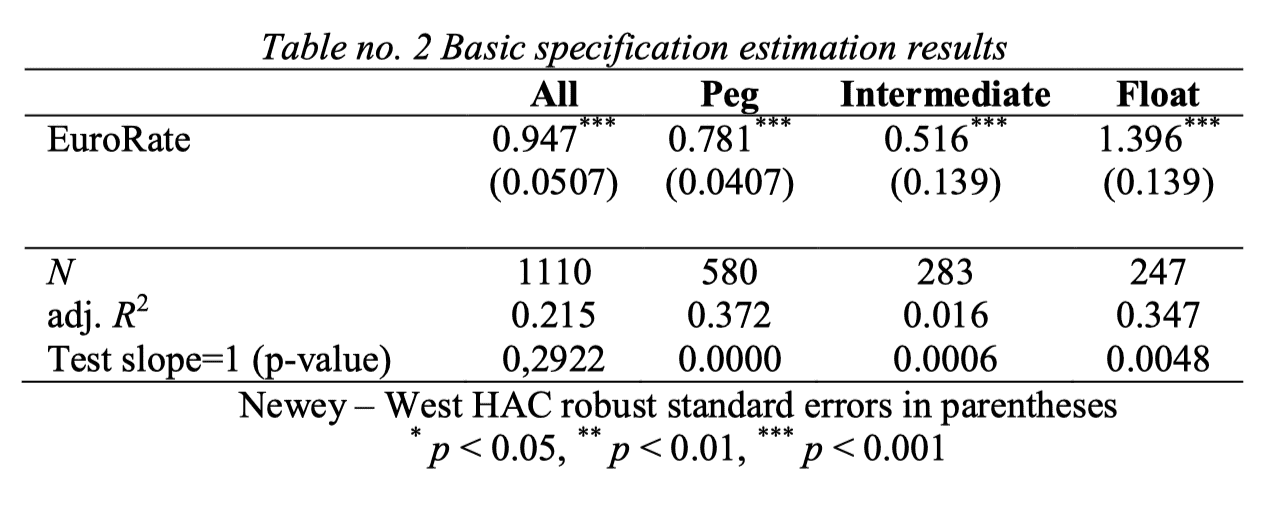 Table no. 2 Basic specification estimation results
All Peg Intermediate Float
EuroRate 0.947*** 0.781*** 0.516*** 1.396***
(0.0507) (0.0407) (0.139) (0.139)
N 1110 580 283 247
adj. R² 0.215 0.372 0.016 0.347
Test slope=1 (p-value) 0,2922 0.0000 0.0006 0.0048
Newey – West HAC robust standard errors in parentheses
* p < 0.05, ** p < 0.01, *** p < 0.001